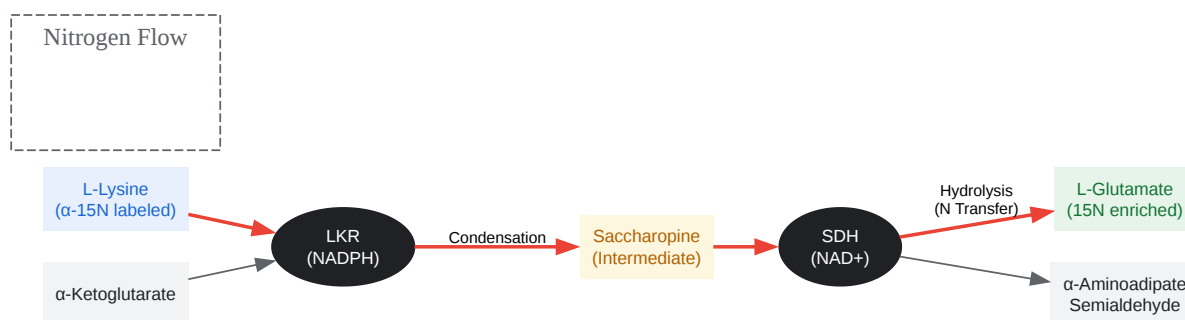 Nitrogen Flow
L-Lysine
(α-15N labeled)
α-Ketoglutarate
LKR
(NADPH)
Condensation
Saccharopine
(Intermediate)
SDH
(NAD+)
Hydrolysis
(N Transfer)
L-Glutamate
(15N enriched)
α-Aminoadipate
Semialdehyde